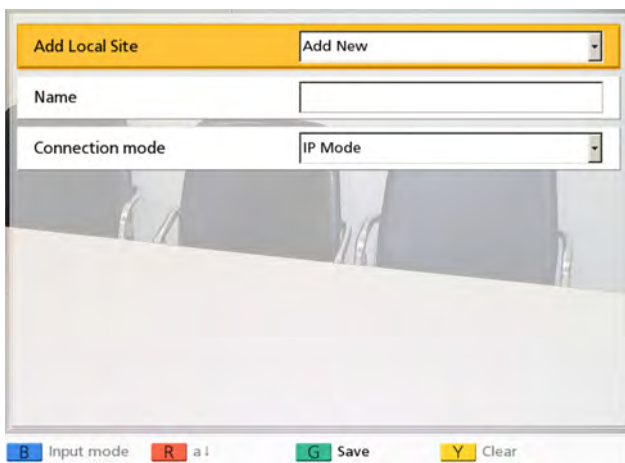 Add Local Site Add New
Name
Connection mode IP Mode
B Input mode R a↓ G Save Y Clear